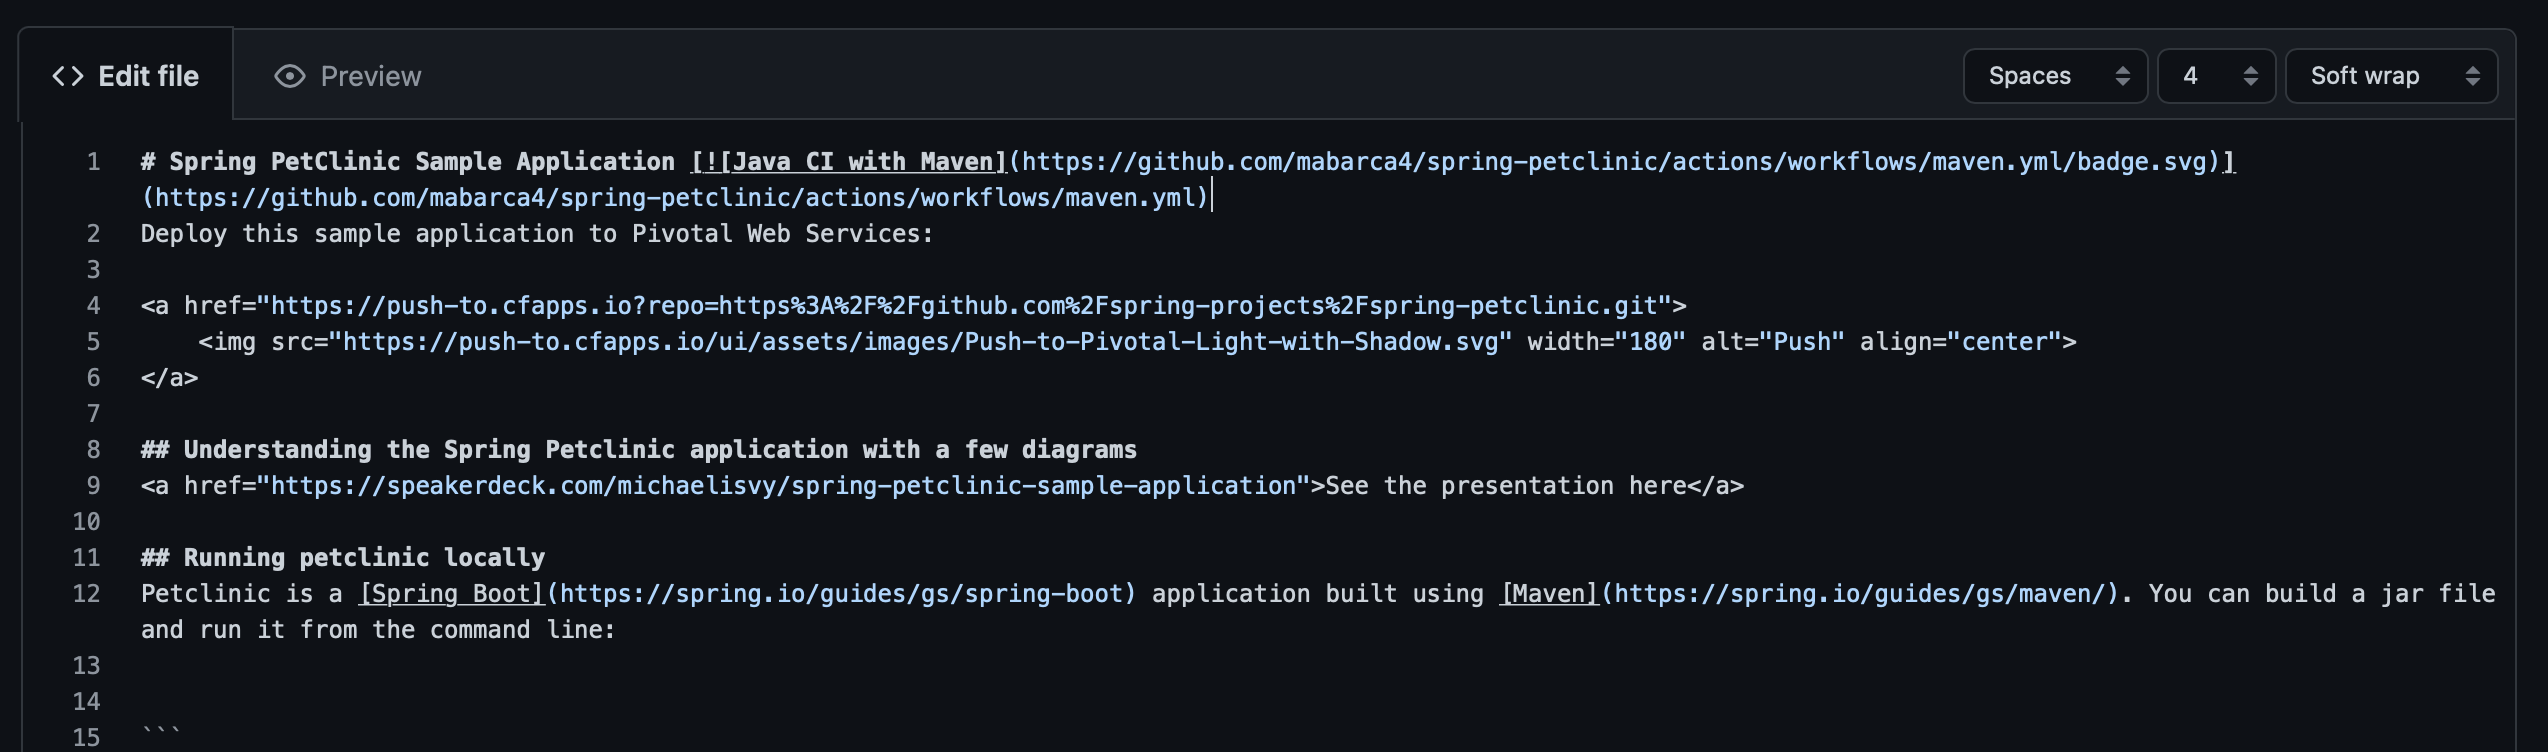 Edit file
Preview
Spaces
4
Soft wrap
1 # Spring PetClinic Sample Application [![Java CI with Maven](https://github.com/mabarca4/spring-petclinic/actions/workflows/maven.yml/badge.svg)]
(https://github.com/mabarca4/spring-petclinic/actions/workflows/maven.yml)
2 Deploy this sample application to Pivotal Web Services:
3
4 <a href="https://push-to.cfapps.io?repo=https%3A%2F%2Fgithub.com%2Fspring-projects%2Fspring-petclinic.git">
5     <img src="https://push-to.cfapps.io/ui/assets/images/Push-to-Pivotal-Light-with-Shadow.svg" width="180" alt="Push" align="center">
6 </a>
7
8 ## Understanding the Spring Petclinic application with a few diagrams
9 <a href="https://speakerdeck.com/michaelisvy/spring-petclinic-sample-application">See the presentation here</a>
10
11 ## Running petclinic locally
12 Petclinic is a [Spring Boot](https://spring.io/guides/gs/spring-boot) application built using [Maven](https://spring.io/guides/gs/maven/). You can build a jar file
and run it from the command line:
13
14
15 ```